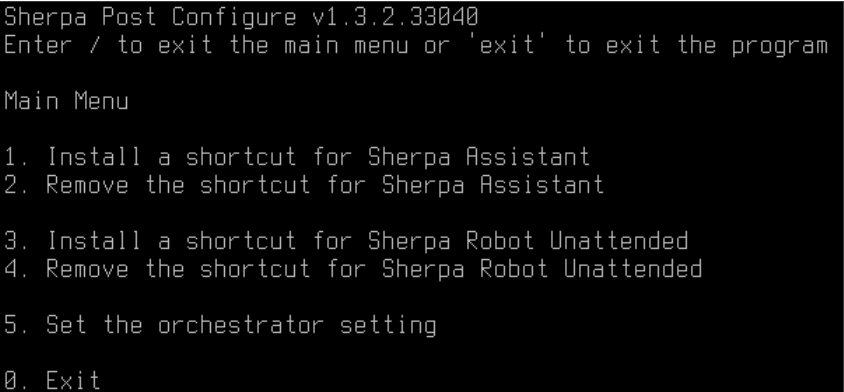 Sherpa Post Configure v1.3.2.33040
Enter / to exit the main menu or 'exit' to exit the program
Main Menu
1. Install a shortcut for Sherpa Assistant
2. Remove the shortcut for Sherpa Assistant
3. Install a shortcut for Sherpa Robot Unattended
4. Remove the shortcut for Sherpa Robot Unattended
5. Set the orchestrator setting
0. Exit